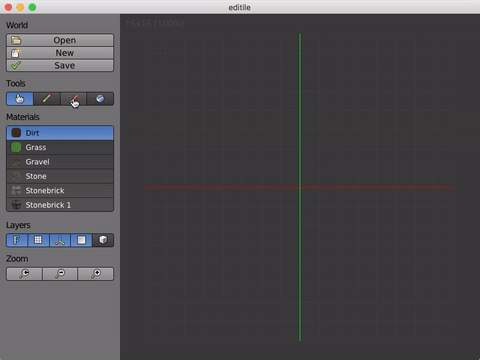 editile
World
Open
New
Save
16x16 (100%)
Tools
Materials
Dirt
Grass
Gravel
Stone
Stonebrick
Stonebrick 1
Layers
Zoom